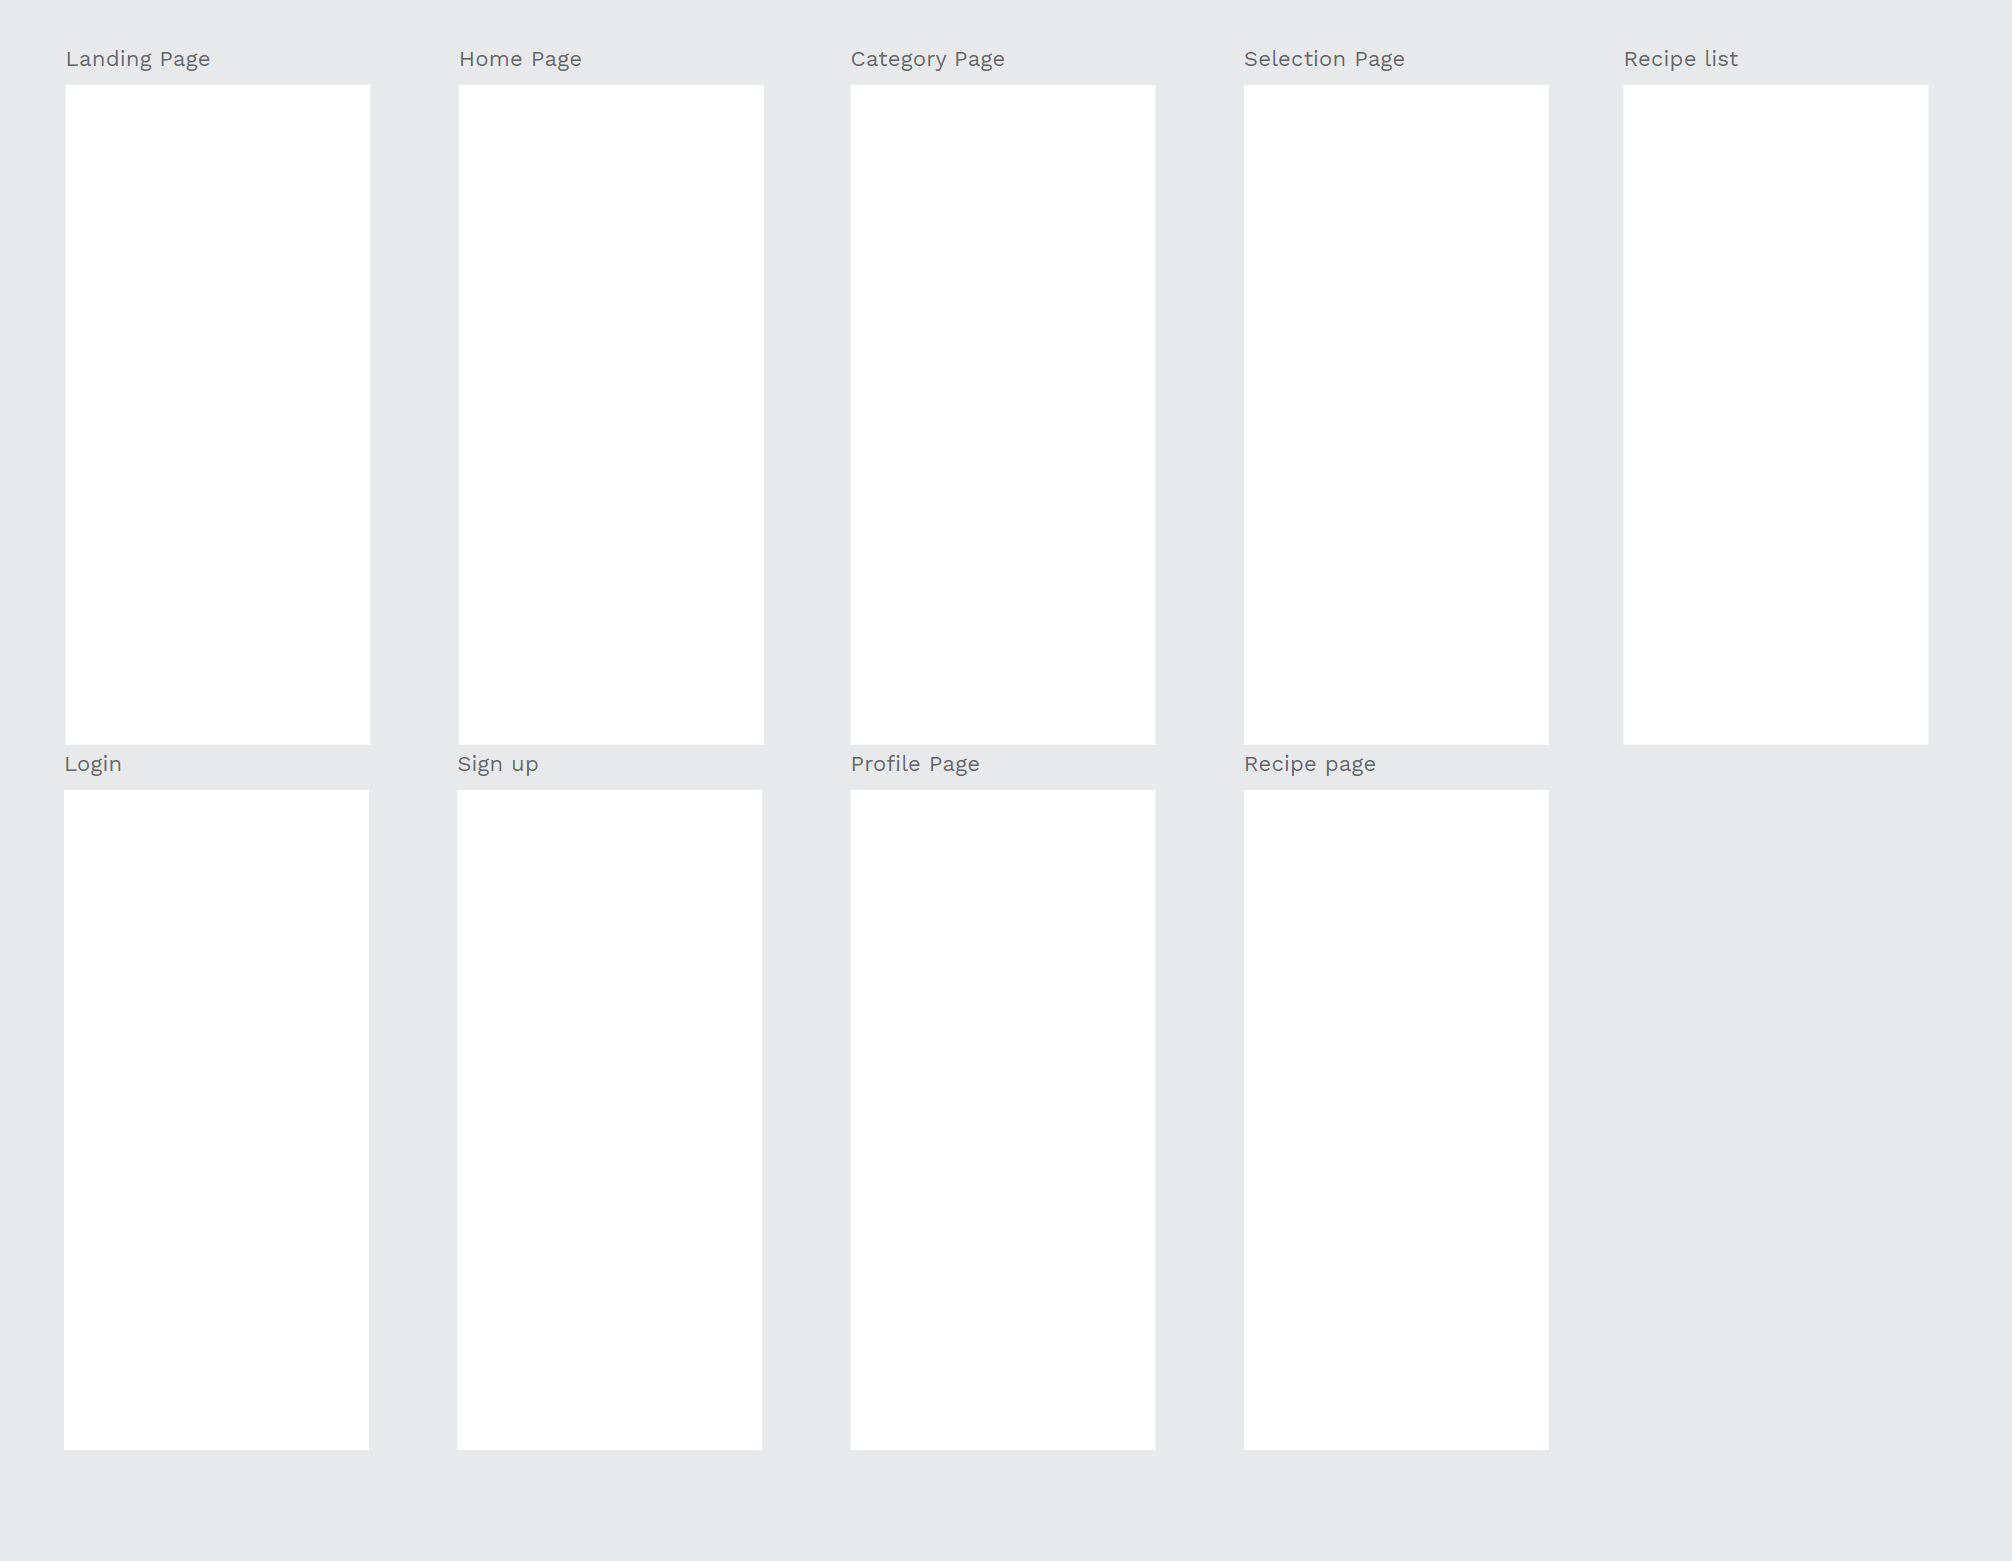 Landing Page
Home Page
Category Page
Selection Page
Recipe list
Login
Sign up
Profile Page
Recipe page